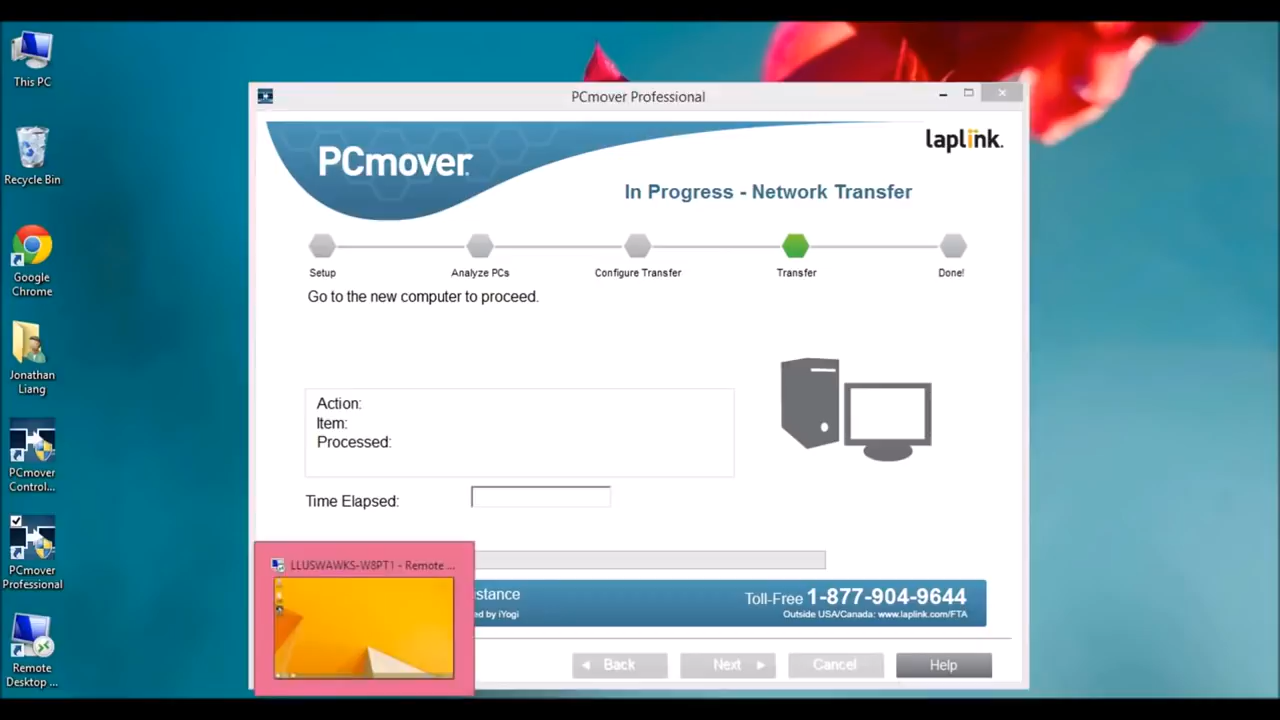 This PC
Recycle Bin
Google
Chrome
Jonathan
Liang
PCmover
Control...
PCmover
Professional
Remote
Desktop ...
PCmover Professional
PCmover
laplink.
In Progress - Network Transfer
Setup
Analyze PCs
Configure Transfer
Transfer
Done!
Go to the new computer to proceed.
Action:
Item:
Processed:
Time Elapsed:
LLUSWAWKS-W8PT1 - Remote ...
stance
ed by iYogi
Toll-Free 1-877-904-9644
Outside USA/Canada: www.laplink.com/FTA
Back
Next
Cancel
Help